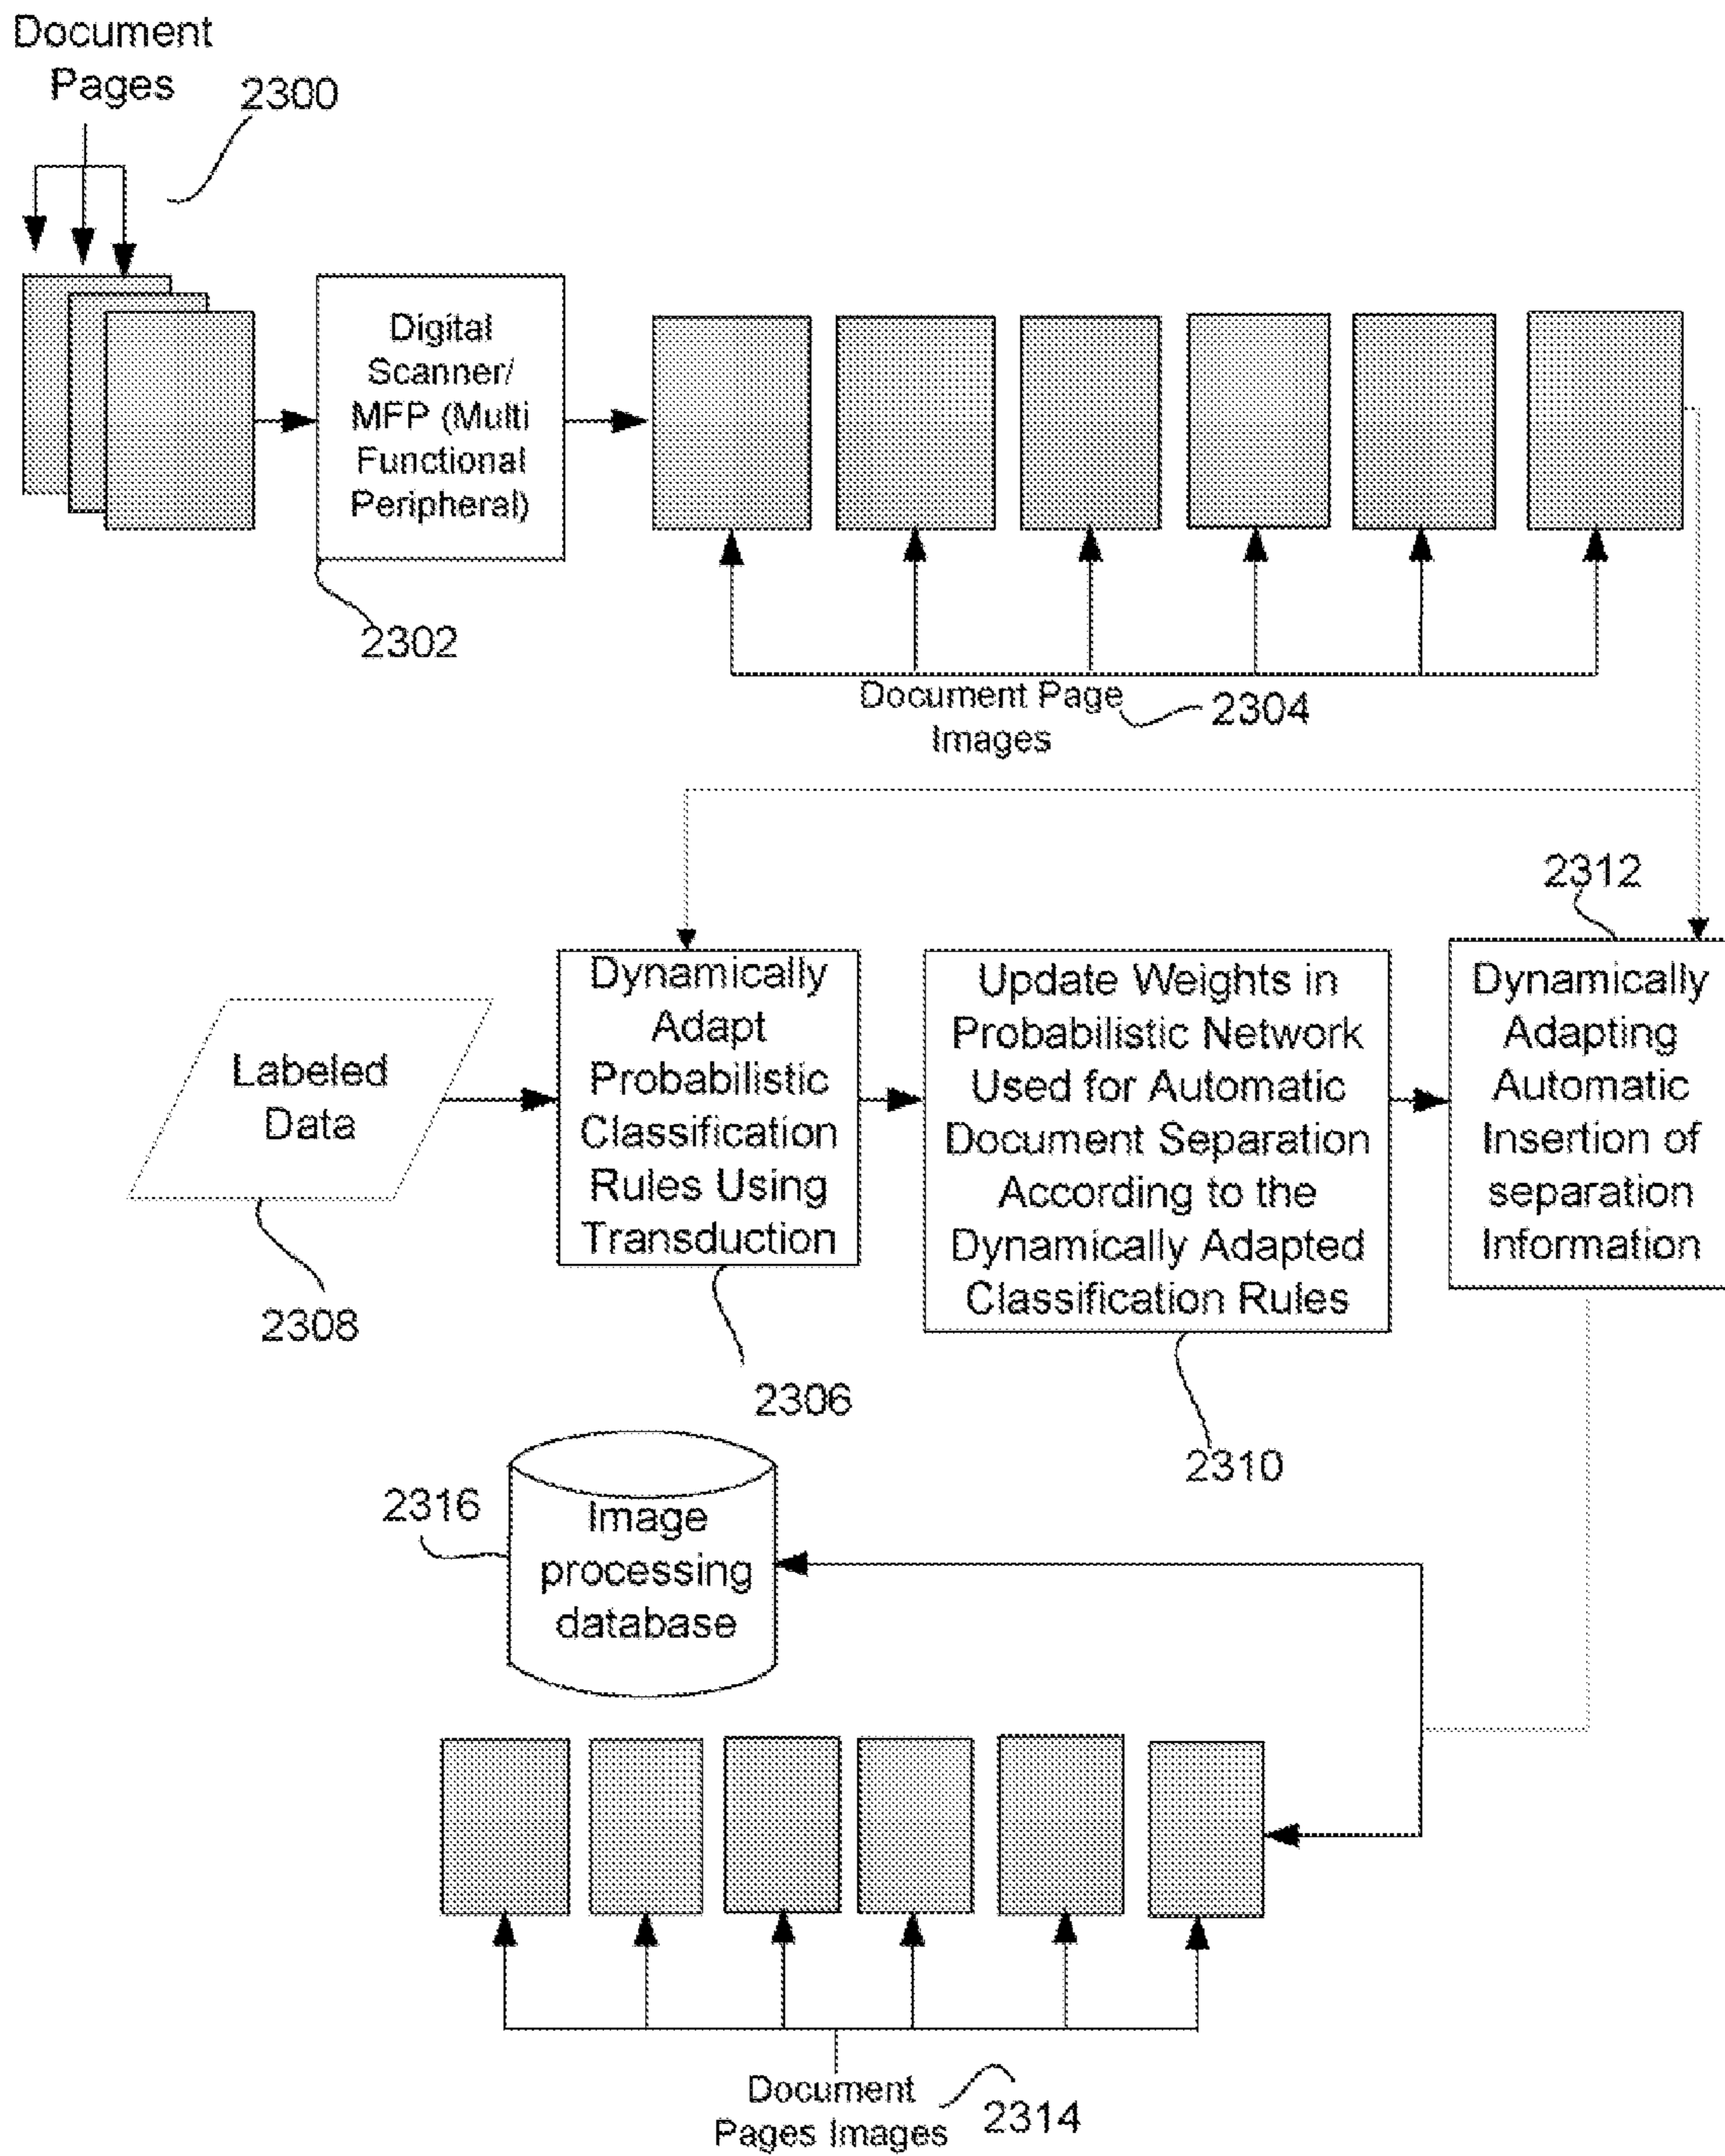 Document
Pages
2300
Digital
Scanner/
MFP (Multi
Functional
Peripheral)
2302
Document Page
Images
2304
2312
Labeled
Data
2308
Dynamically
Adapt
Probabilistic
Classification
Rules Using
Transduction
2306
Update Weights in
Probabilistic Network
Used for Automatic
Document Separation
According to the
Dynamically Adapted
Classification Rules
2310
Dynamically
Adapting
Automatic
Insertion of
separation
Information
2316
Image
processing
database
Document
Pages Images
2314